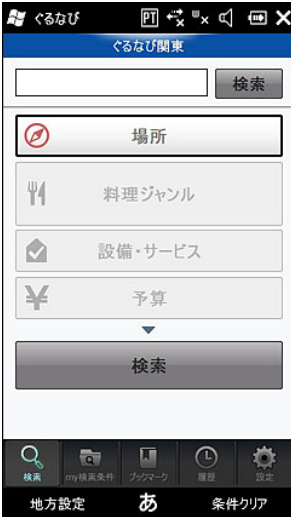 ぐるなび PT
ぐるなび関東
検索
場所
料理ジャンル
設備・サービス
¥ 予算
検索
検索 my検索条件 ブックマーク 履歴 設定
地方設定 あ 条件クリア